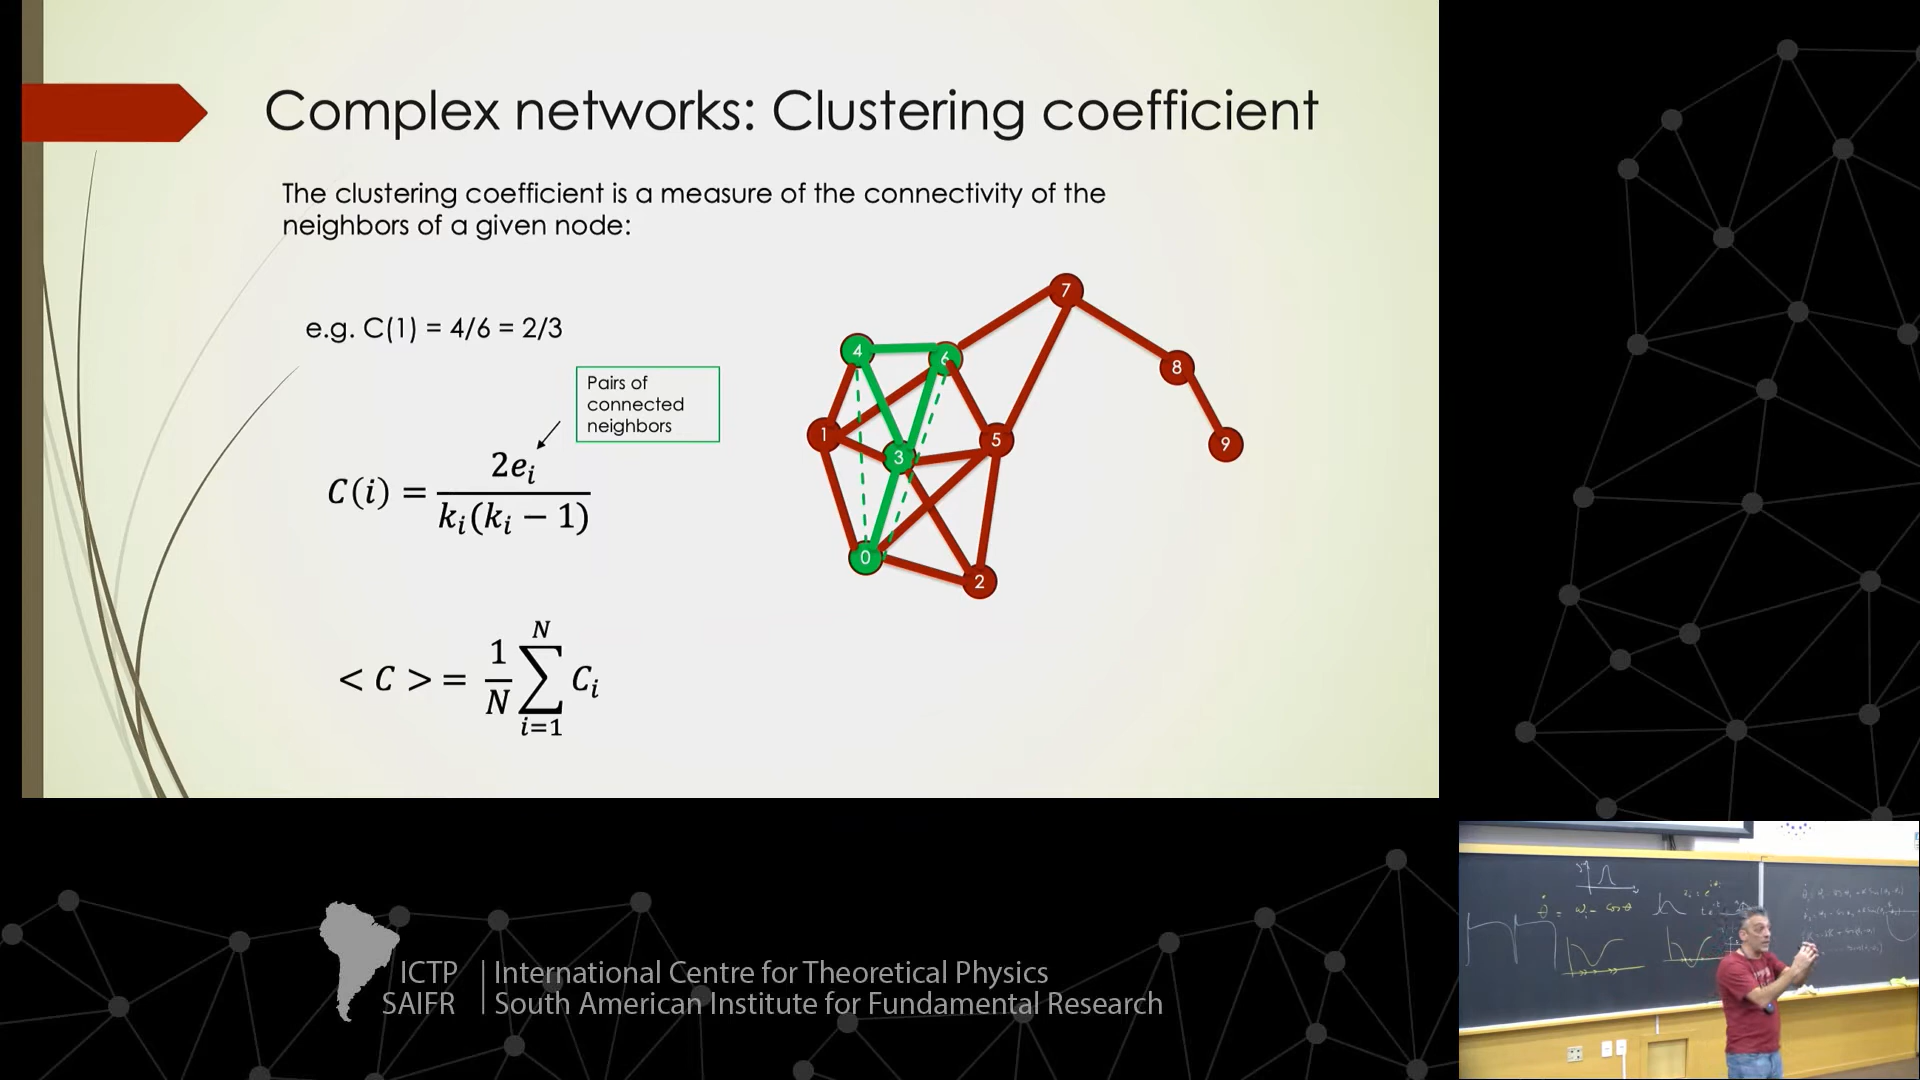 Complex networks: Clustering coefficient
The clustering coefficient is a measure of the connectivity of the
neighbors of a given node:
e.g. C(1) = 4/6 = 2/3
Pairs of
connected
neighbors
C(i) = 2e_i / k_i(k_i − 1)
< C > = 1/N ∑_{i=1}^{N} C_i
7
4
6
8
1
5
9
3
0
2
ICTP
SAIFR
International Centre for Theoretical Physics
South American Institute for Fundamental Research